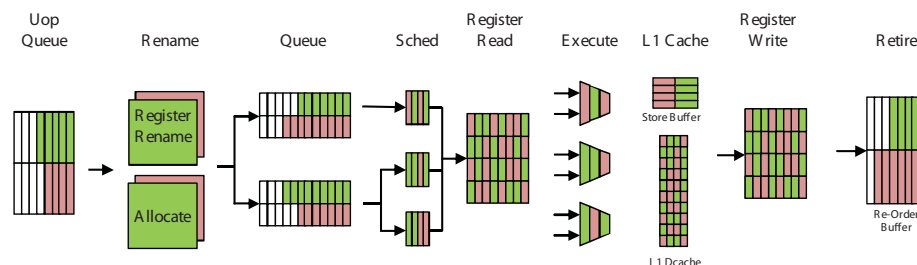 Uop
Queue
Rename
Queue
Sched
Register
Read
Execute
L1 Cache
Register
Write
Retire
Register
Rename
Allocate
Store Buffer
L1 Dcache
Re-Order
Buffer